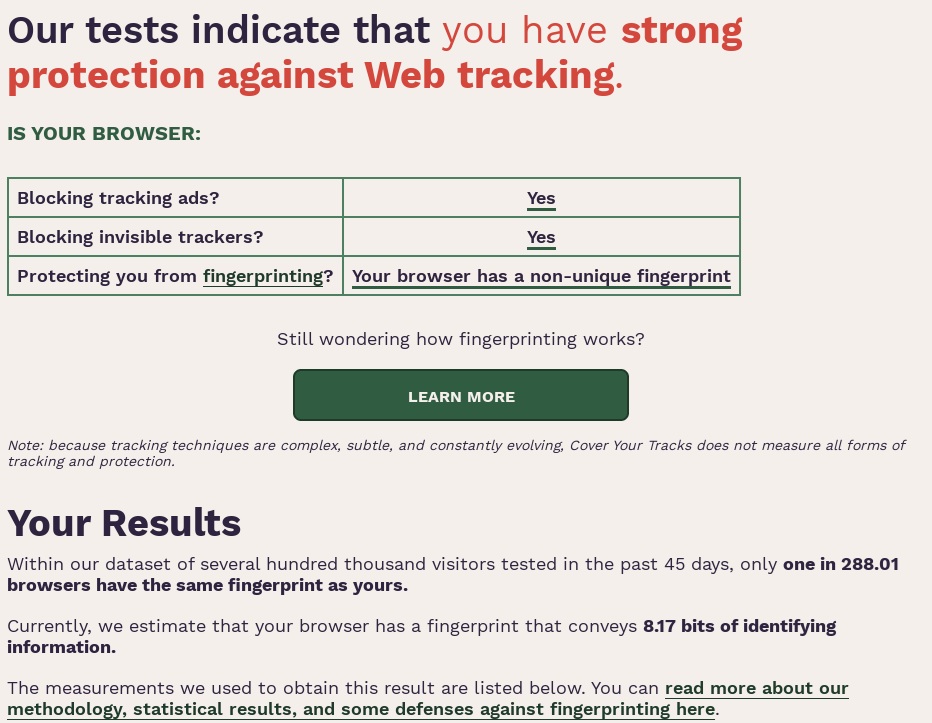 Our tests indicate that you have strong
protection against Web tracking.
IS YOUR BROWSER:
Blocking tracking ads? Yes
Blocking invisible trackers? Yes
Protecting you from fingerprinting? Your browser has a non-unique fingerprint
Still wondering how fingerprinting works?
LEARN MORE
Note: because tracking techniques are complex, subtle, and constantly evolving, Cover Your Tracks does not measure all forms of
tracking and protection.
Your Results
Within our dataset of several hundred thousand visitors tested in the past 45 days, only one in 288.01
browsers have the same fingerprint as yours.
Currently, we estimate that your browser has a fingerprint that conveys 8.17 bits of identifying
information.
The measurements we used to obtain this result are listed below. You can read more about our
methodology, statistical results, and some defenses against fingerprinting here.